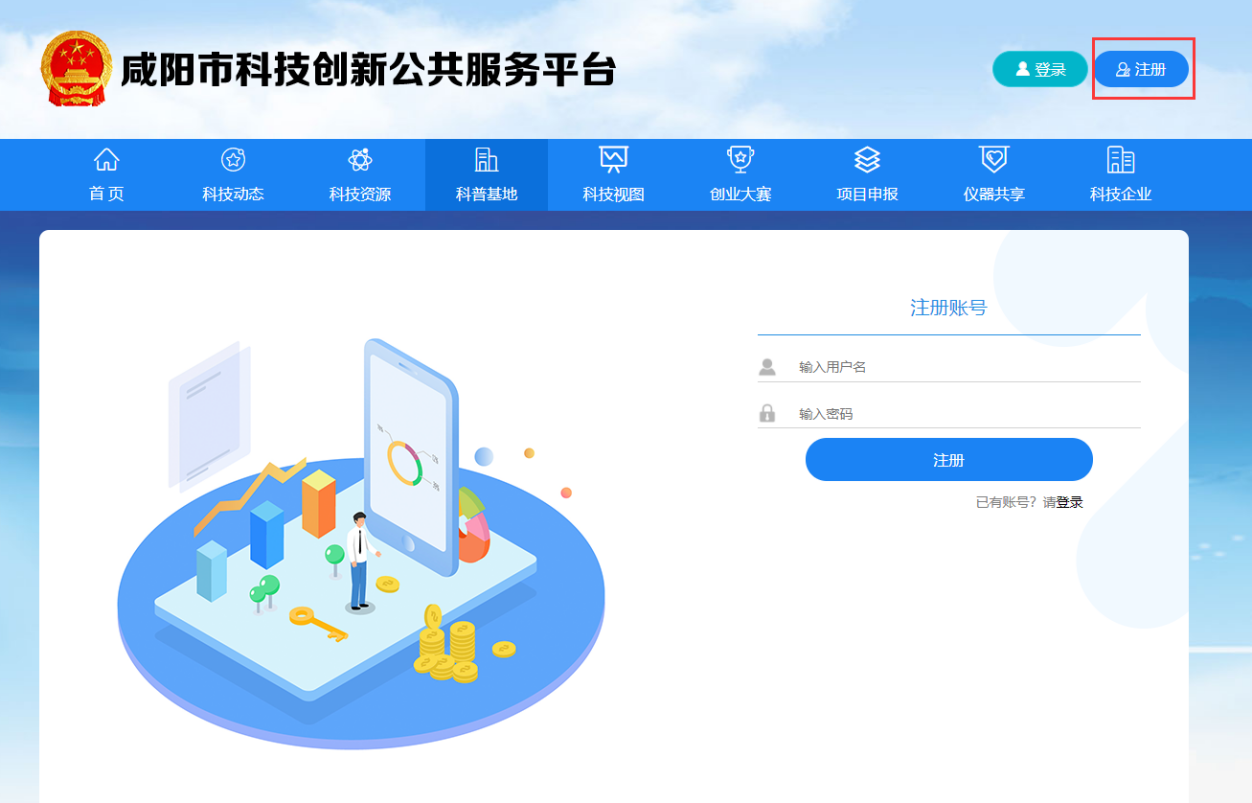 咸阳市科技创新公共服务平台
登录
注册
首 页
科技动态
科技资源
科普基地
科技视图
创业大赛
项目申报
仪器共享
科技企业
注册账号
输入用户名
输入密码
注册
已有账号？请登录